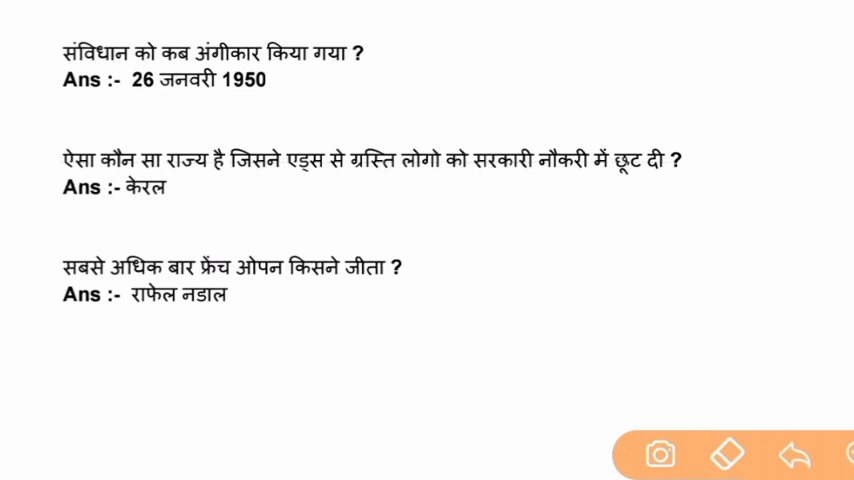 संविधान को कब अंगीकार किया गया ?
Ans :- 26 जनवरी 1950
ऐसा कौन सा राज्य है जिसने एड्स से ग्रस्ति लोगो को सरकारी नौकरी में छूट दी ?
Ans :- केरल
सबसे अधिक बार फ्रेंच ओपन किसने जीता ?
Ans :- राफेल नडाल